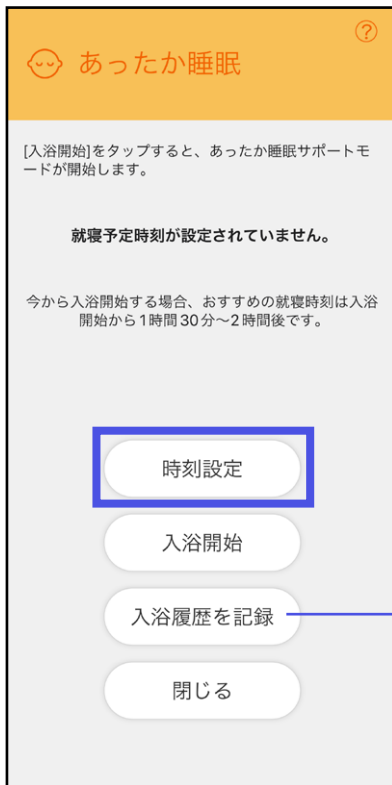 ?
あったか睡眠
[入浴開始]をタップすると、あったか睡眠サポートモ
ードが開始します。
就寝予定時刻が設定されていません。
今から入浴開始する場合、おすすめの就寝時刻は入浴
開始から1時間30分～2時間後です。
時刻設定
入浴開始
入浴履歴を記録
閉じる